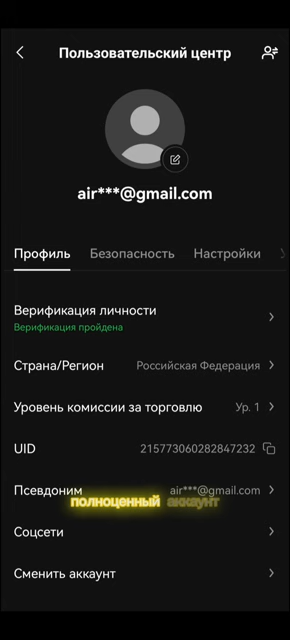 Пользовательский центр
air***@gmail.com
Профиль Безопасность Настройки
Верификация личности
Верификация пройдена
Страна/Регион Российская Федерация
Уровень комиссии за торговлю Ур. 1
UID 215773060282847232
Псевдоним air***@gmail.com
полноценный аккаунт
Соцсети
Сменить аккаунт